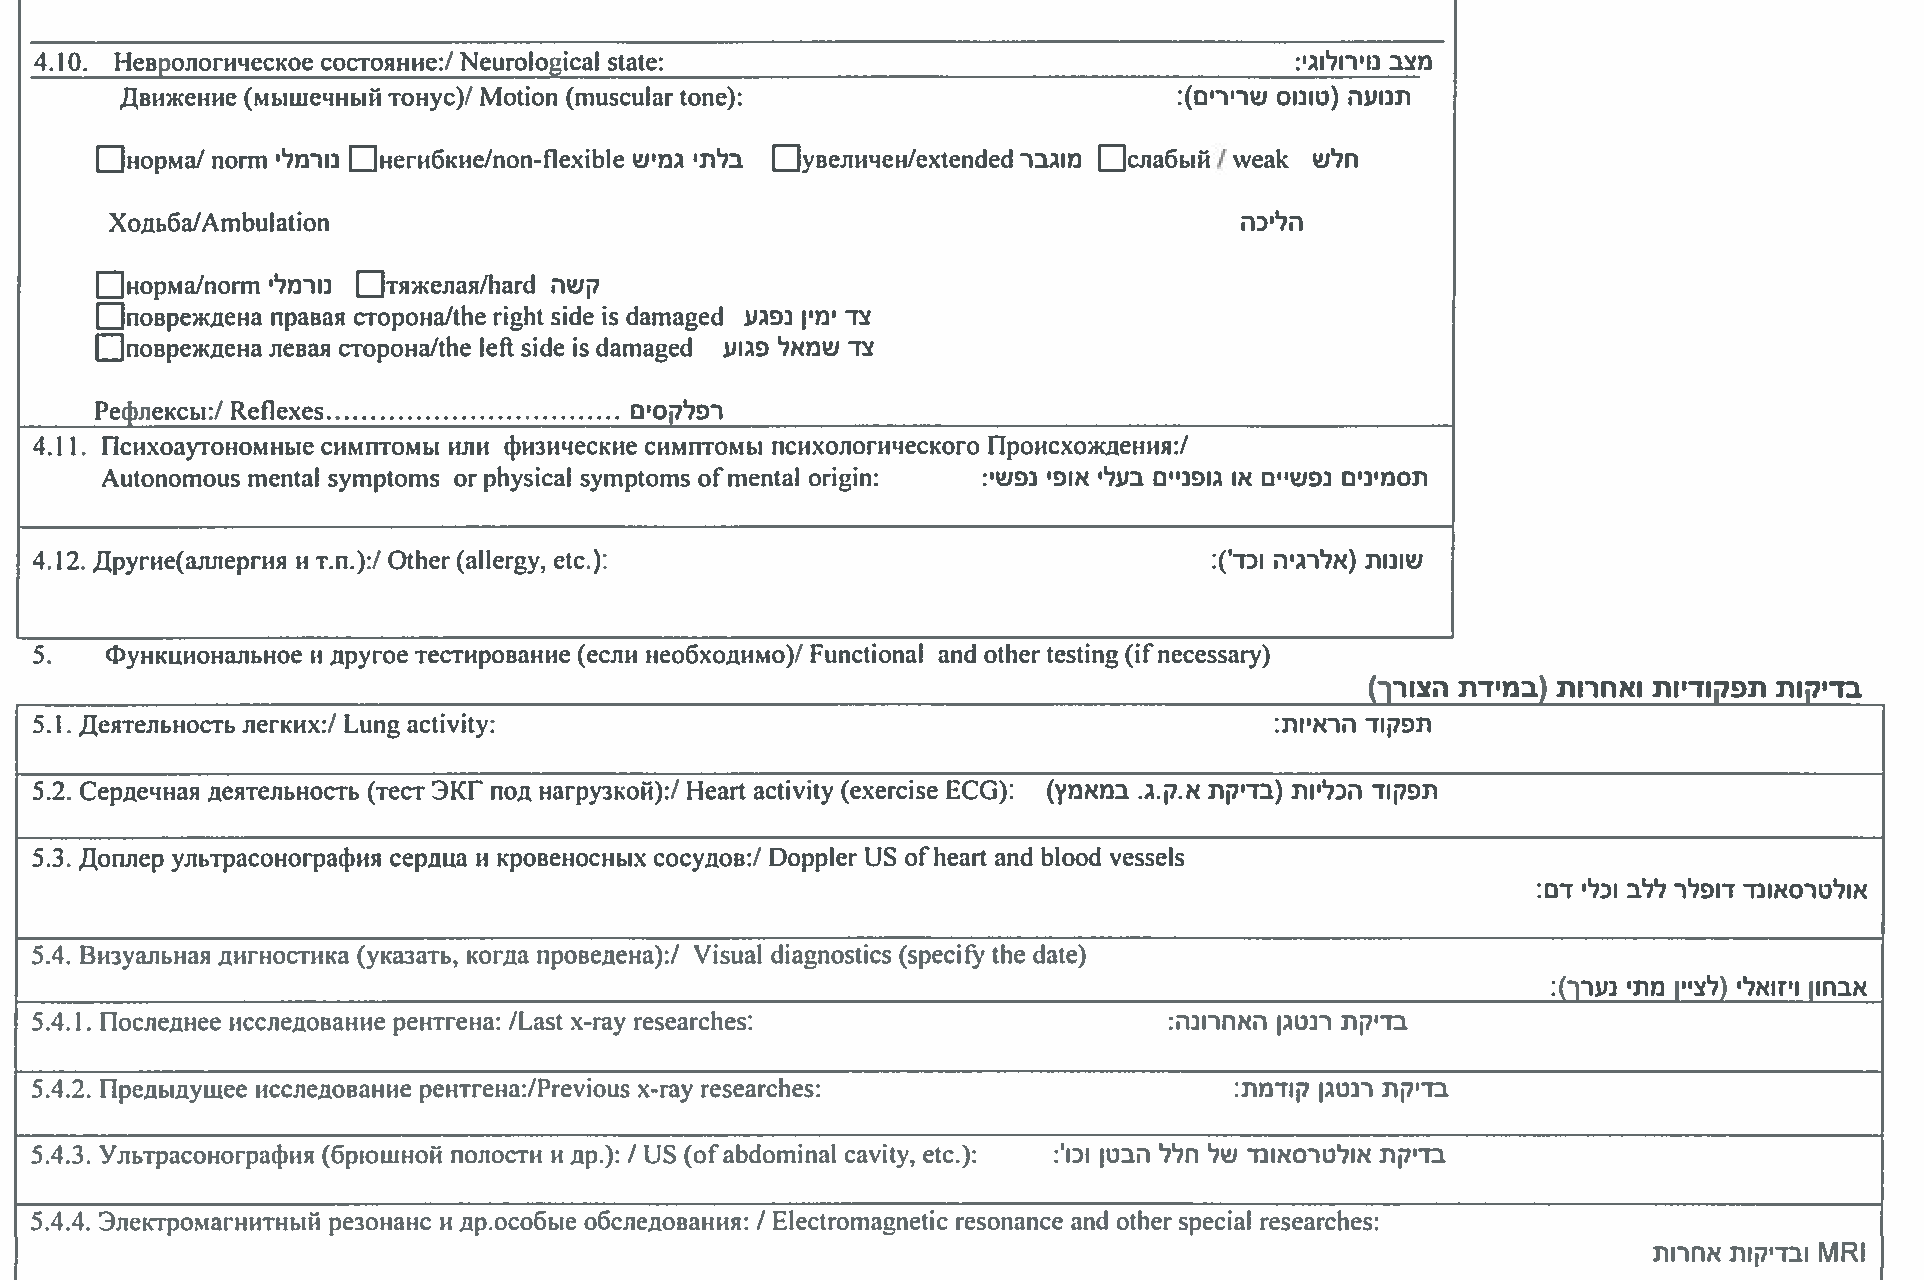 4.10. Неврологическое состояние:/ Neurological state: מצב נוירולוגי:
Движение (мышечный тонус)/ Motion (muscular tone): תנועה (טונוס שרירים):
☐норма/ norm נורמלי ☐негибкие/non-flexible בלתי גמיש ☐увеличен/extended מוגבר ☐слабый / weak חלש
Ходьба/Ambulation הליכה
☐норма/norm נורמלי ☐тяжелая/hard קשה
☐повреждена правая сторона/the right side is damaged צד ימין נפגע
☐повреждена левая сторона/the left side is damaged צד שמאל פגוע
Рефлексы:/ Reflexes................................. רפלקסים
4.11. Психоаутономные симптомы или физические симптомы психологического Происхождения:/
Autonomous mental symptoms or physical symptoms of mental origin: תסמינים נפשיים או גופניים בעלי אופי נפשי:
4.12. Другие(аллергия и т.п.):/ Other (allergy, etc.): שונות (אלרגיה וכד'):
5. Функциональное и другое тестирование (если необходимо)/ Functional and other testing (if necessary)
בדיקות תפקודיות ואחרות (במידת הצורך)
5.1. Деятельность легких:/ Lung activity: תפקוד הראיות:
5.2. Сердечная деятельность (тест ЭКГ под нагрузкой):/ Heart activity (exercise ECG): תפקוד הכליות (בדיקת א.ק.ג. במאמץ)
5.3. Доплер ультрасонография сердца и кровеносных сосудов:/ Doppler US of heart and blood vessels
אולטרסאונד דופלר ללב וכלי דם:
5.4. Визуальная дигностика (указать, когда проведена):/ Visual diagnostics (specify the date)
אבחון ויזואלי (לציין מתי נערך):
5.4.1. Последнее исследование рентгена: /Last x-ray researches: בדיקת רנטגן האחרונה:
5.4.2. Предыдущее исследование рентгена:/Previous x-ray researches: בדיקת רנטגן קודמת:
5.4.3. Ультрасонография (брюшной полости и др.): / US (of abdominal cavity, etc.): בדיקת אולטרסאונד של חלל הבטן וכו':
5.4.4. Электромагнитный резонанс и др.особые обследования: / Electromagnetic resonance and other special researches:
MRI ובדיקות אחרות